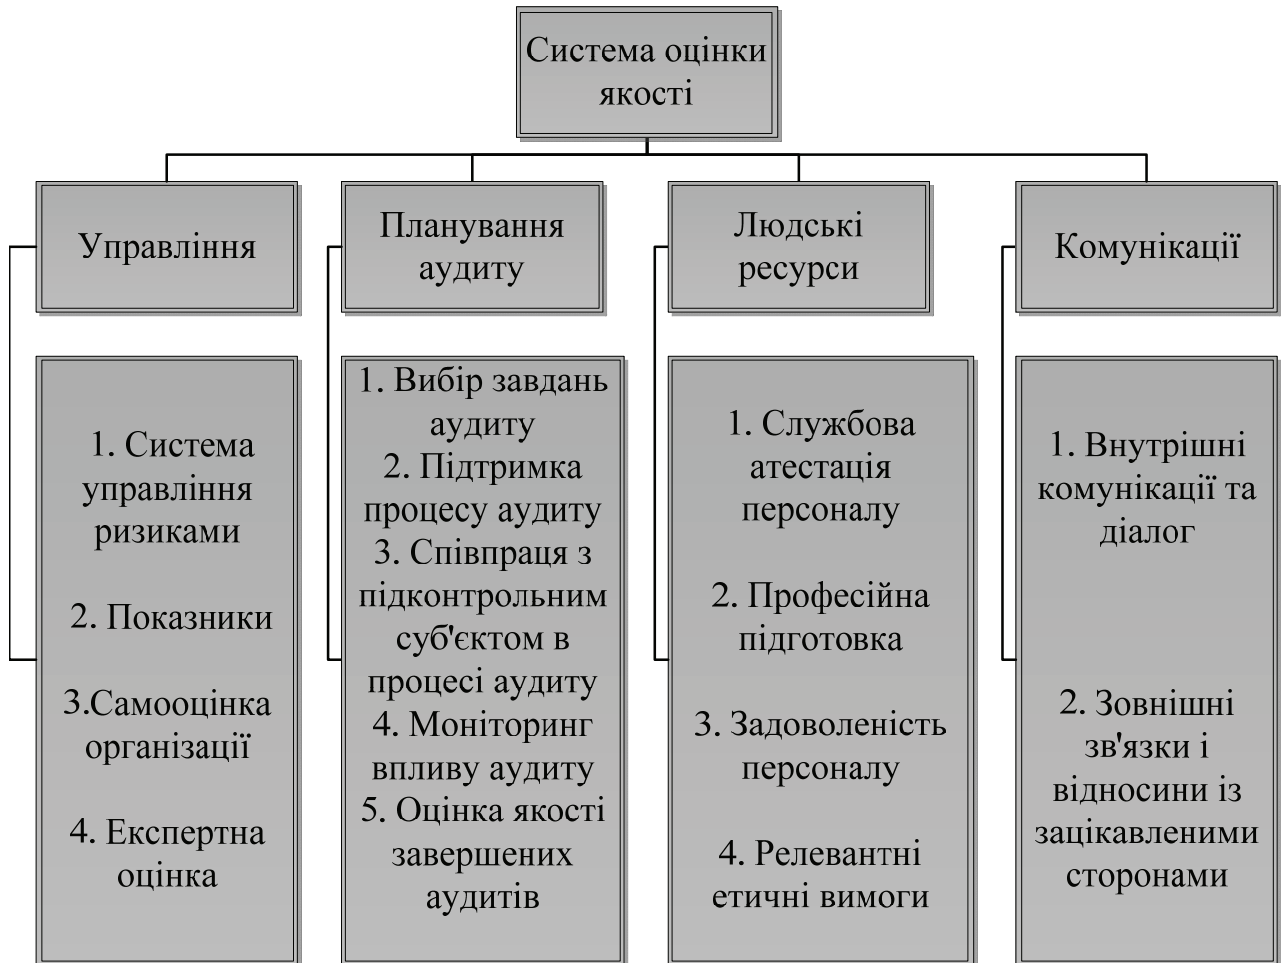 Система оцінки
якості
Управління
Планування
аудиту
Людські
ресурси
Комунікації
1. Система
управління
ризиками
2. Показники
3.Самооцінка
організації
4. Експертна
оцінка
1. Вибір завдань
аудиту
2. Підтримка
процесу аудиту
3. Співпраця з
підконтрольним
суб'єктом в
процесі аудиту
4. Моніторинг
впливу аудиту
5. Оцінка якості
завершених
аудитів
1. Службова
атестація
персоналу
2. Професійна
підготовка
3. Задоволеність
персоналу
4. Релевантні
етичні вимоги
1. Внутрішні
комунікації та
діалог
2. Зовнішні
зв'язки і
відносини із
зацікавленими
сторонами